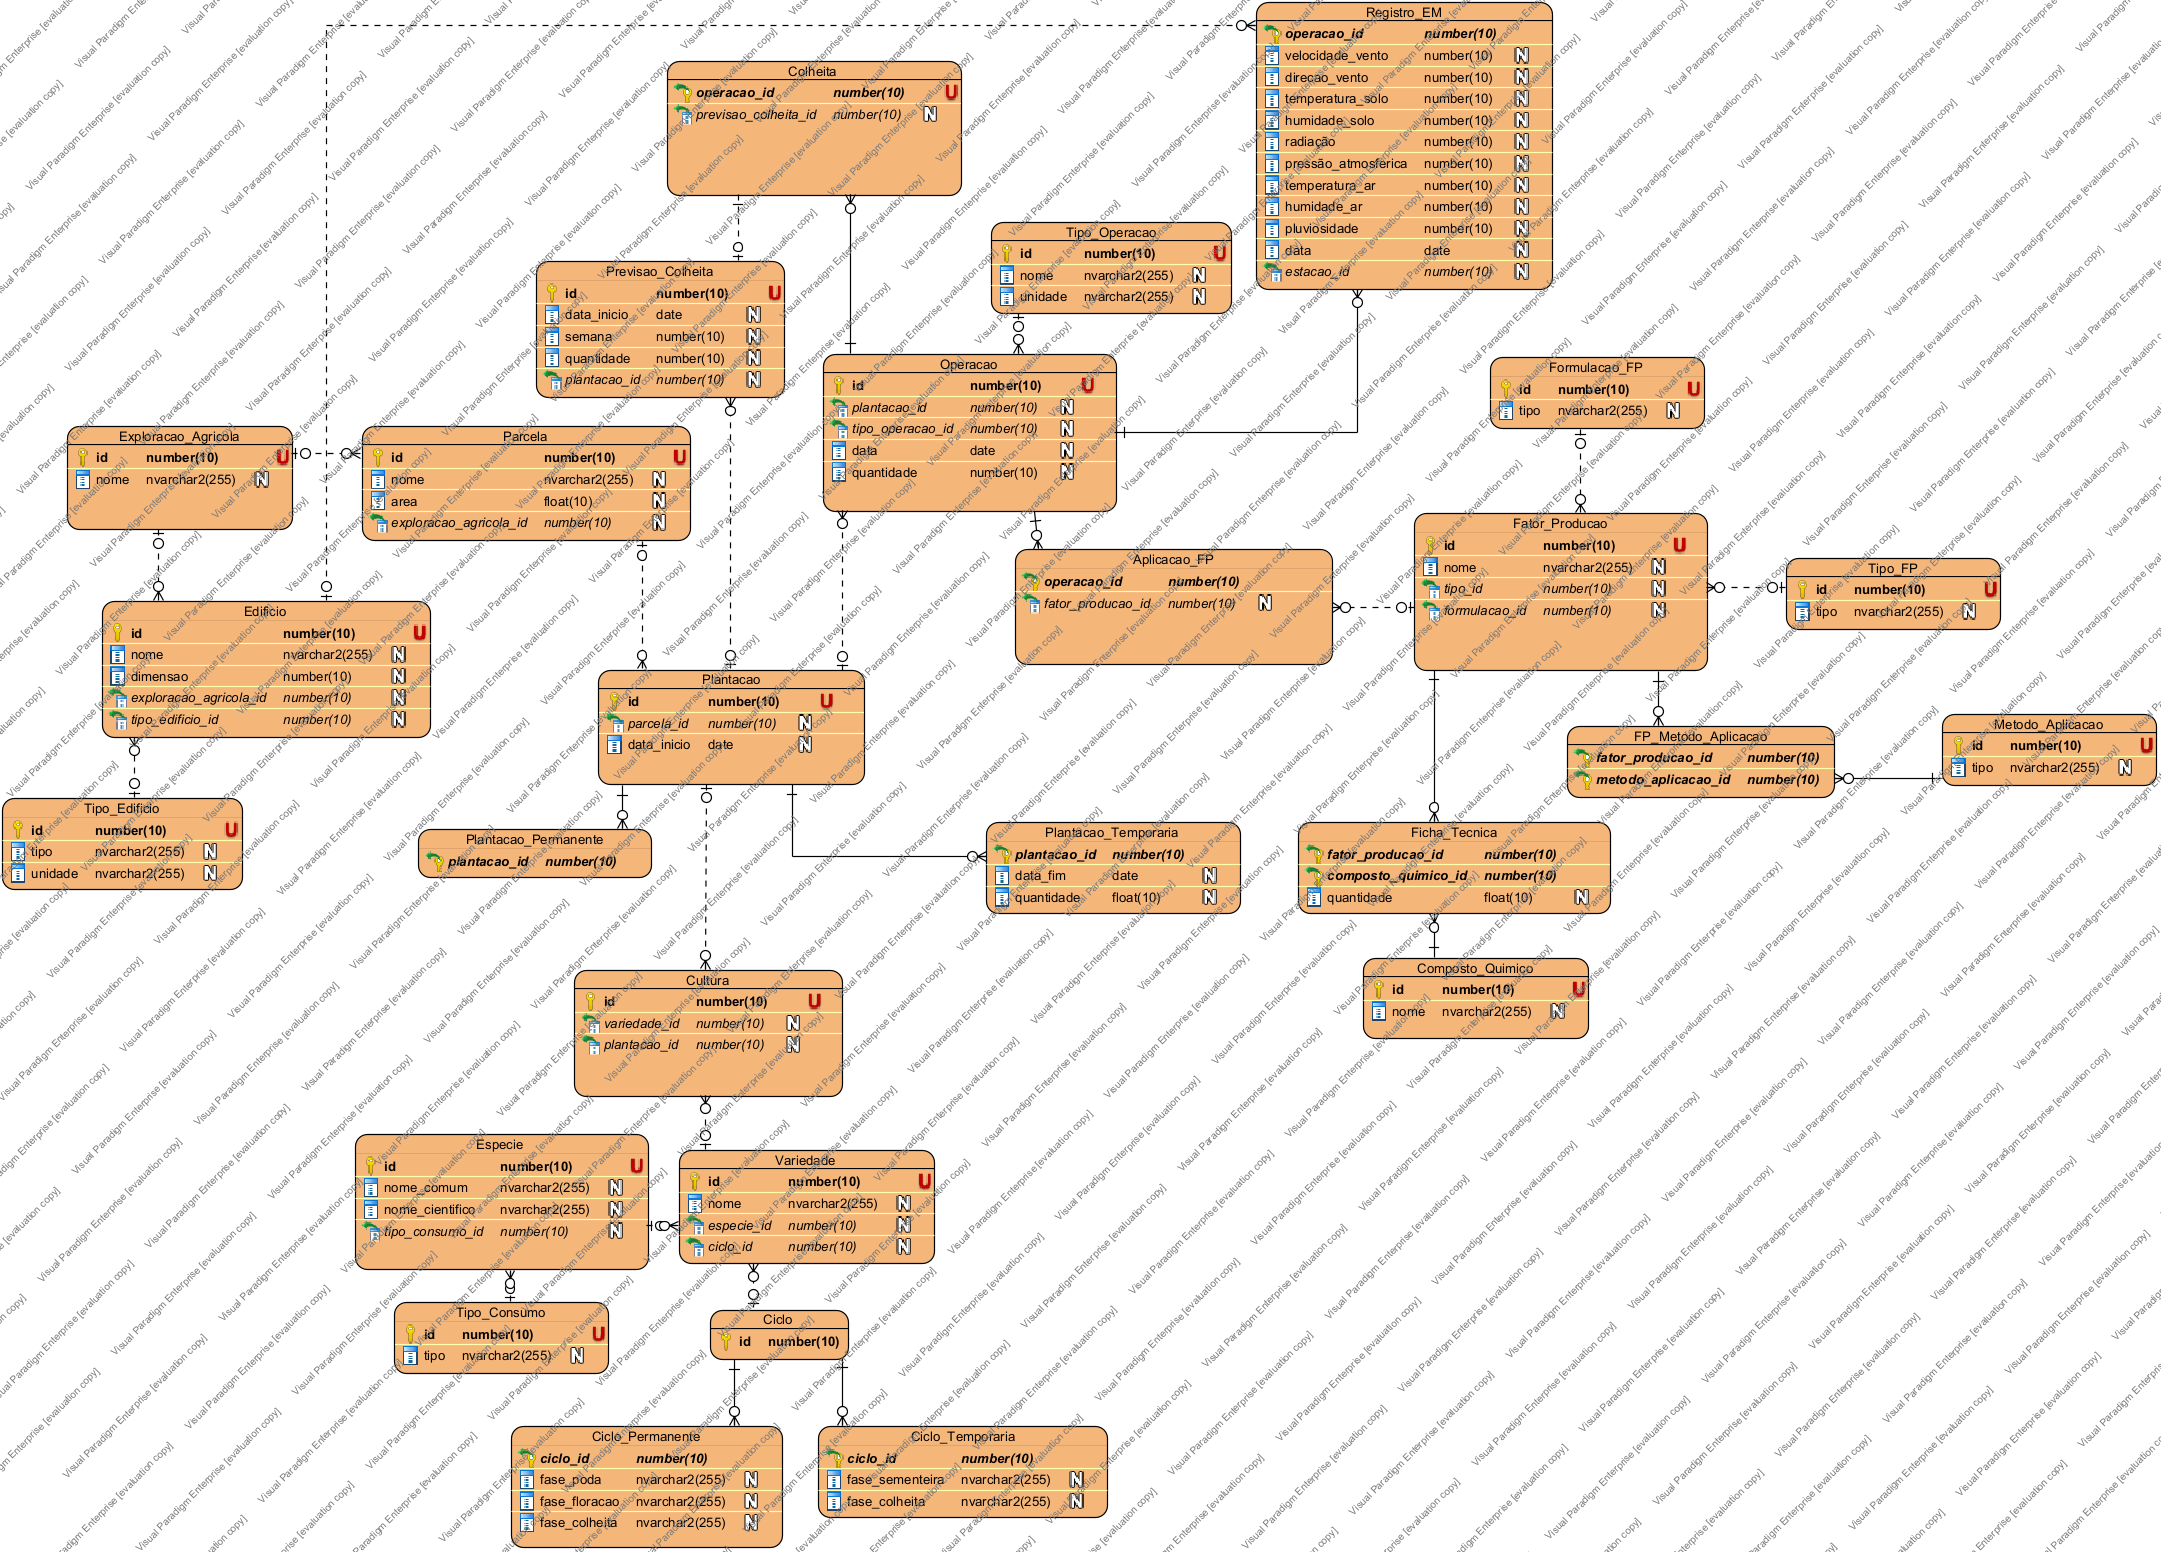 Registro_EM
operacao_id number(10)
velocidade_vento number(10) N
direcao_vento number(10) N
temperatura_solo number(10) N
humidade_solo number(10) N
radiação number(10) N
pressão_atmosferica number(10) N
temperatura_ar number(10) N
humidade_ar number(10) N
pluviosidade number(10) N
data date N
estacao_id number(10) N
Colheita
operacao_id number(10) U
previsao_colheita_id number(10) N
Tipo_Operacao
id number(10) U
nome nvarchar2(255) N
unidade nvarchar2(255) N
Previsao_Colheita
id number(10) U
data_inicio date N
semana number(10) N
quantidade number(10) N
plantacao_id number(10) N
Operacao
id number(10) U
plantacao_id number(10) N
tipo_operacao_id number(10) N
data date N
quantidade number(10) N
Formulacao_FP
id number(10) U
tipo nvarchar2(255) N
Exploracao_Agricola
id number(10) U
nome nvarchar2(255) N
Parcela
id number(10) U
nome nvarchar2(255) N
area float(10) N
exploracao_agricola_id number(10) N
Fator_Producao
id number(10) U
nome nvarchar2(255) N
tipo_id number(10) N
formulacao_id number(10) N
Aplicacao_FP
operacao_id number(10)
fator_producao_id number(10) N
Tipo_FP
id number(10) U
tipo nvarchar2(255) N
Edificio
id number(10) U
nome nvarchar2(255) N
dimensao number(10) N
exploracao_agricola_id number(10) N
tipo_edificio_id number(10) N
Plantacao
id number(10) U
parcela_id number(10) N
data_inicio date N
FP_Metodo_Aplicacao
fator_producao_id number(10)
metodo_aplicacao_id number(10)
Metodo_Aplicacao
id number(10) U
tipo nvarchar2(255) N
Tipo_Edificio
id number(10) U
tipo nvarchar2(255) N
unidade nvarchar2(255) N
Plantacao_Permanente
plantacao_id number(10)
Plantacao_Temporaria
plantacao_id number(10)
data_fim date N
quantidade float(10) N
Ficha_Tecnica
fator_producao_id number(10)
composto_quimico_id number(10)
quantidade float(10) N
Cultura
id number(10) U
variedade_id number(10) N
plantacao_id number(10) N
Composto_Quimico
id number(10) U
nome nvarchar2(255) N
Especie
id number(10) U
nome_comum nvarchar2(255) N
nome_cientifico nvarchar2(255) N
tipo_consumo_id number(10) N
Variedade
id number(10) U
nome nvarchar2(255) N
especie_id number(10) N
ciclo_id number(10) N
Tipo_Consumo
id number(10) U
tipo nvarchar2(255) N
Ciclo
id number(10)
Ciclo_Permanente
ciclo_id number(10)
fase_poda nvarchar2(255) N
fase_floracao nvarchar2(255) N
fase_colheita nvarchar2(255) N
Ciclo_Temporaria
ciclo_id number(10)
fase_sementeira nvarchar2(255) N
fase_colheita nvarchar2(255) N
Visual Paradigm Enterprise [evaluation copy]